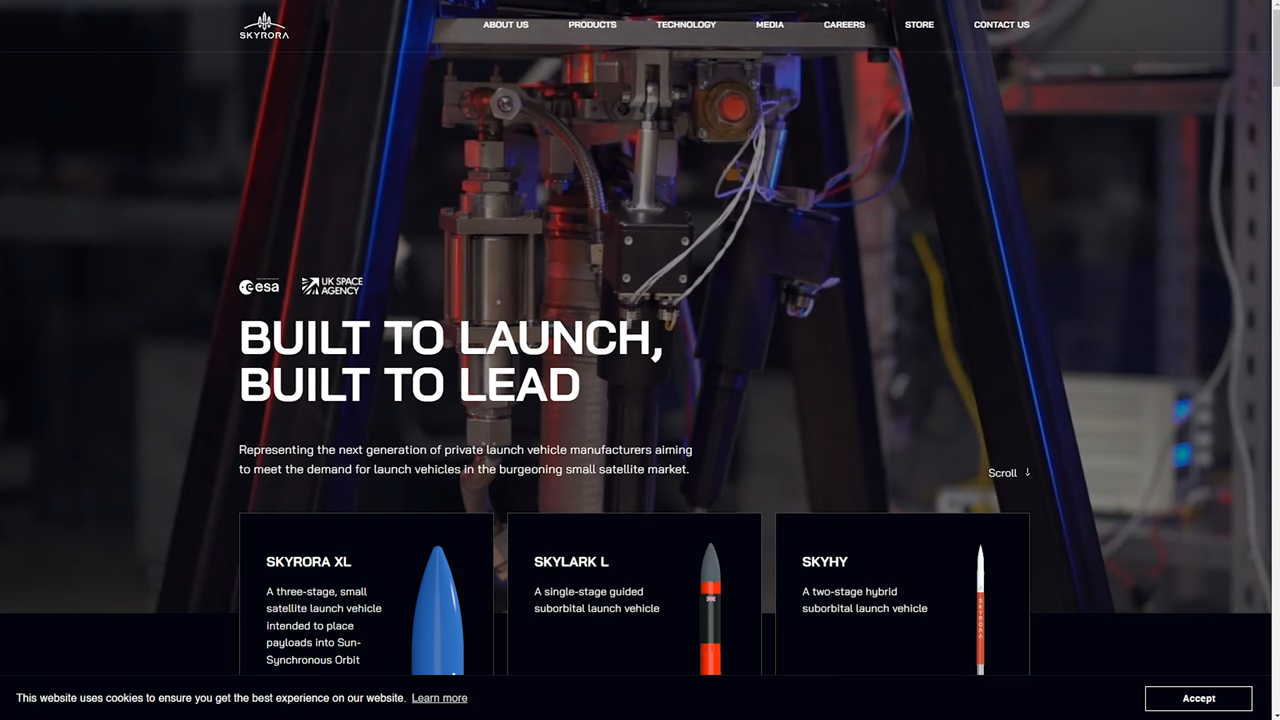 SKYRORA
ABOUT US
PRODUCTS
TECHNOLOGY
MEDIA
CAREERS
STORE
CONTACT US
esa
UK SPACE
AGENCY
BUILT TO LAUNCH,
BUILT TO LEAD
Representing the next generation of private launch vehicle manufacturers aiming
to meet the demand for launch vehicles in the burgeoning small satellite market.
Scroll ↓
SKYRORA XL
A three-stage, small
satellite launch vehicle
intended to place
payloads into Sun-
Synchronous Orbit
SKYLARK L
A single-stage guided
suborbital launch vehicle
SKYHY
A two-stage hybrid
suborbital launch vehicle
SKYRORA
This website uses cookies to ensure you get the best experience on our website. Learn more
Accept